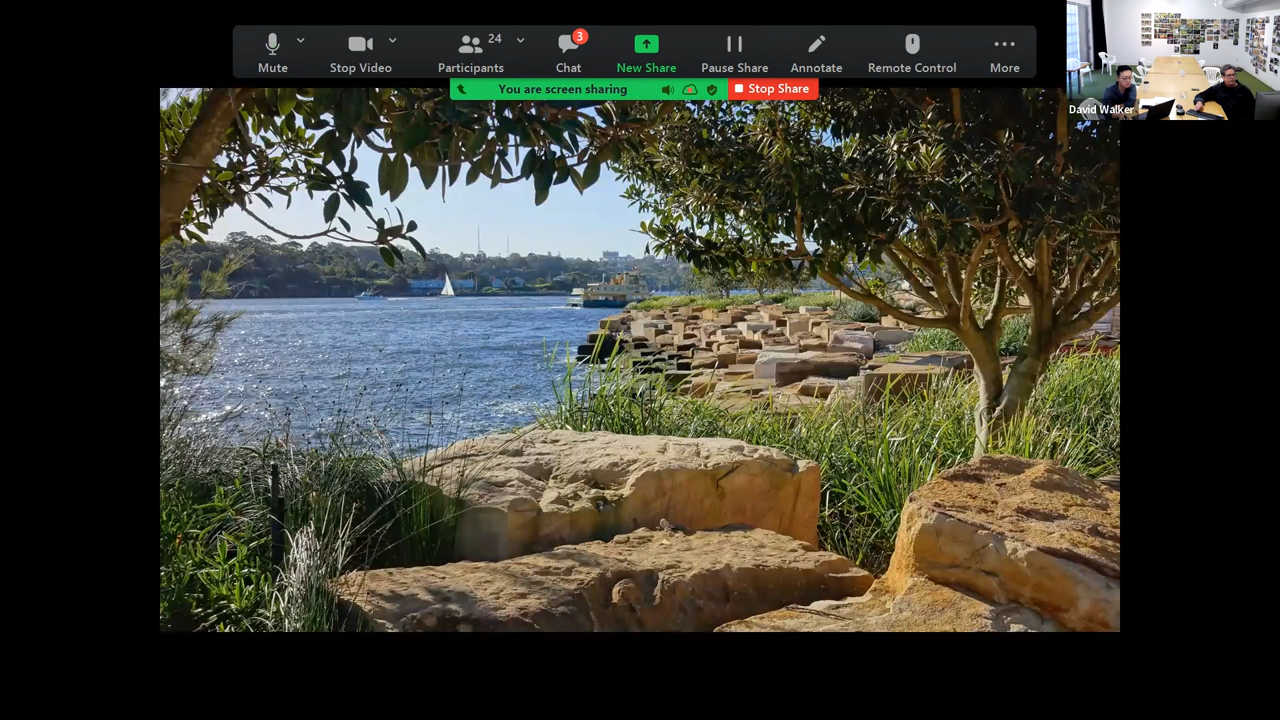 Mute
Stop Video
Participants
24
Chat
3
New Share
Pause Share
Annotate
Remote Control
More
You are screen sharing
Stop Share
David Walker